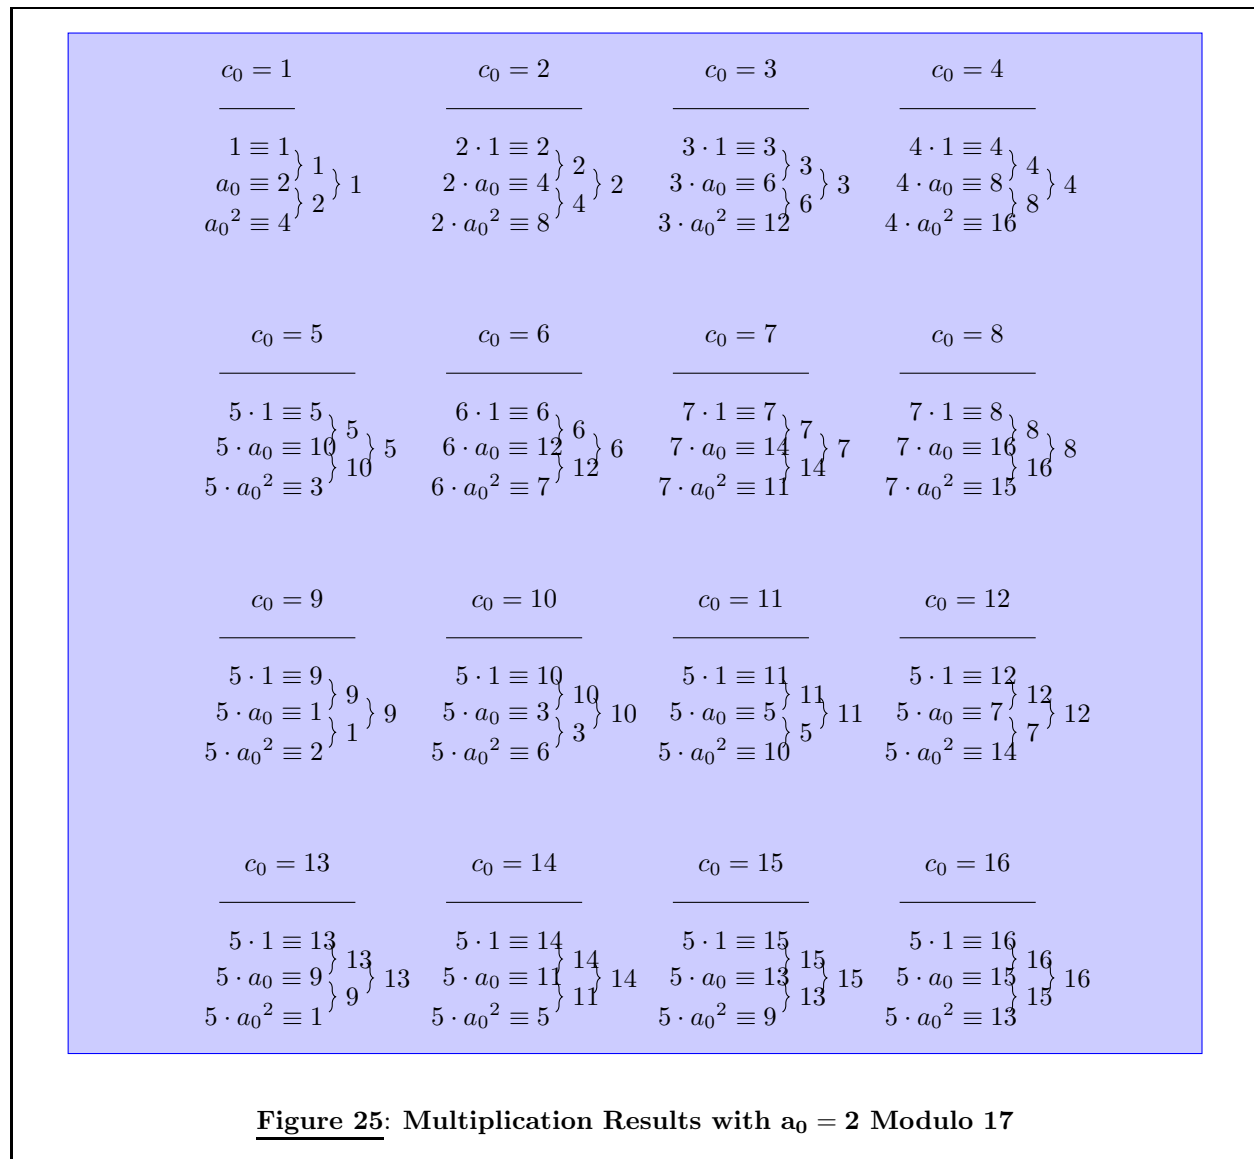 c₀ = 1 c₀ = 2 c₀ = 3 c₀ = 4
1 ≡ 1 2 · 1 ≡ 2 3 · 1 ≡ 3 4 · 1 ≡ 4
} 1 } 2 } 3 } 4
a₀ ≡ 2 } 1 2 · a₀ ≡ 4 } 2 3 · a₀ ≡ 6 } 3 4 · a₀ ≡ 8 } 4
} 2 } 4 } 6 } 8
a₀² ≡ 4 2 · a₀² ≡ 8 3 · a₀² ≡ 12 4 · a₀² ≡ 16
c₀ = 5 c₀ = 6 c₀ = 7 c₀ = 8
5 · 1 ≡ 5 6 · 1 ≡ 6 7 · 1 ≡ 7 7 · 1 ≡ 8
} 5 } 6 } 7 } 8
5 · a₀ ≡ 10 } 5 6 · a₀ ≡ 12 } 6 7 · a₀ ≡ 14 } 7 7 · a₀ ≡ 16 } 8
} 10 } 12 } 14 } 16
5 · a₀² ≡ 3 6 · a₀² ≡ 7 7 · a₀² ≡ 11 7 · a₀² ≡ 15
c₀ = 9 c₀ = 10 c₀ = 11 c₀ = 12
5 · 1 ≡ 9 5 · 1 ≡ 10 5 · 1 ≡ 11 5 · 1 ≡ 12
} 9 } 10 } 11 } 12
5 · a₀ ≡ 1 } 9 5 · a₀ ≡ 3 } 10 5 · a₀ ≡ 5 } 11 5 · a₀ ≡ 7 } 12
} 1 } 3 } 5 } 7
5 · a₀² ≡ 2 5 · a₀² ≡ 6 5 · a₀² ≡ 10 5 · a₀² ≡ 14
c₀ = 13 c₀ = 14 c₀ = 15 c₀ = 16
5 · 1 ≡ 13 5 · 1 ≡ 14 5 · 1 ≡ 15 5 · 1 ≡ 16
} 13 } 14 } 15 } 16
5 · a₀ ≡ 9 } 13 5 · a₀ ≡ 11 } 14 5 · a₀ ≡ 13 } 15 5 · a₀ ≡ 15 } 16
} 9 } 11 } 13 } 15
5 · a₀² ≡ 1 5 · a₀² ≡ 5 5 · a₀² ≡ 9 5 · a₀² ≡ 13
Figure 25: Multiplication Results with a₀ = 2 Modulo 17